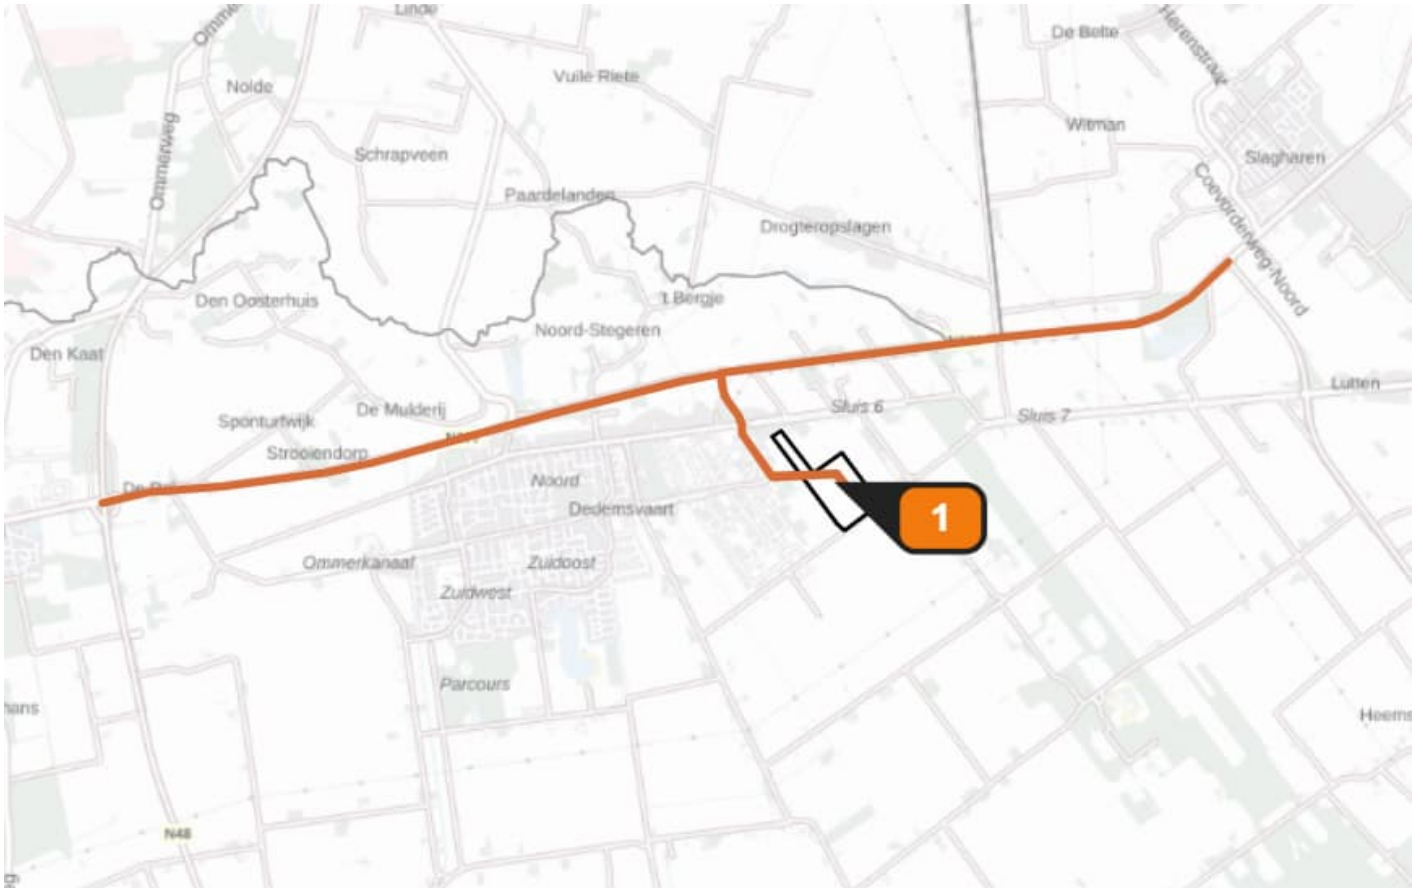 Linde
De Belte
Herenstraat
Nolde
Vuile Riete
Ommerweg
Witman
Schrapveen
Slagharen
Paardelanden
Drogteropslagen
Coevorderweg-Noord
't Bergje
Den Oosterhuis
Noord-Stegeren
Den Kaat
Lutten
De Mulderij
Sluis 6
Sluis 7
Sponturfwijk
Strooiendorp
Noord
Dedemsvaart
1
Ommerkanaal
Zuidoost
Zuidwest
Parcours
Heems
N48